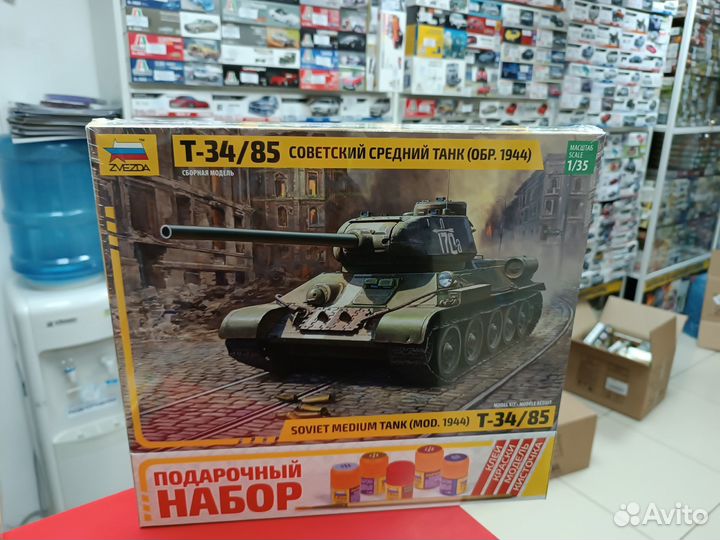 ZVEZDA
Т-34/85 СОВЕТСКИЙ СРЕДНИЙ ТАНК (ОБР. 1944)
МАСШТАБ
SCALE
1/35
СБОРНАЯ МОДЕЛЬ
170а
SOVIET MEDIUM TANK (MOD. 1944) Т-34/85
ПОДАРОЧНЫЙ
НАБОР
КЛЕЙ
КРАСКИ
МОДЕЛЬ
КИСТОЧКА
Avito